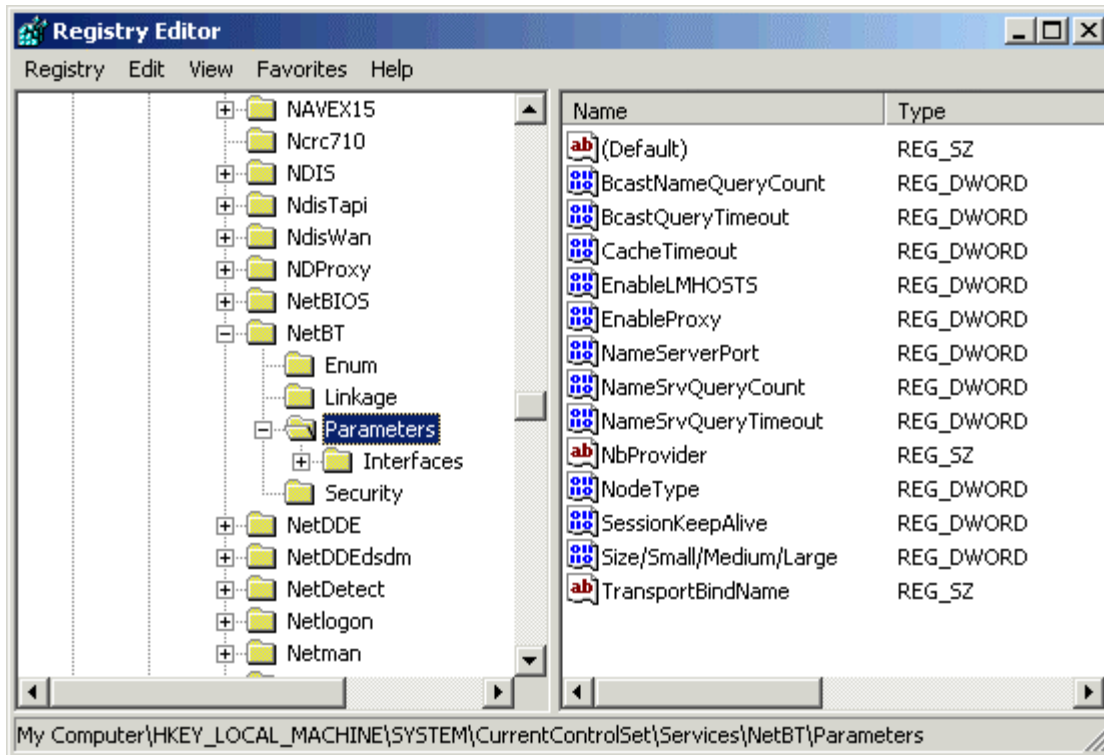 Registry Editor
Registry Edit View Favorites Help
NAVEX15
Ncrc710
NDIS
NdisTapi
NdisWan
NDProxy
NetBIOS
NetBT
Enum
Linkage
Parameters
Interfaces
Security
NetDDE
NetDDEdsdm
NetDetect
Netlogon
Netman
Name Type
(Default) REG_SZ
BcastNameQueryCount REG_DWORD
BcastQueryTimeout REG_DWORD
CacheTimeout REG_DWORD
EnableLMHOSTS REG_DWORD
EnableProxy REG_DWORD
NameServerPort REG_DWORD
NameSrvQueryCount REG_DWORD
NameSrvQueryTimeout REG_DWORD
NbProvider REG_SZ
NodeType REG_DWORD
SessionKeepAlive REG_DWORD
Size/Small/Medium/Large REG_DWORD
TransportBindName REG_SZ
My Computer\HKEY_LOCAL_MACHINE\SYSTEM\CurrentControlSet\Services\NetBT\Parameters